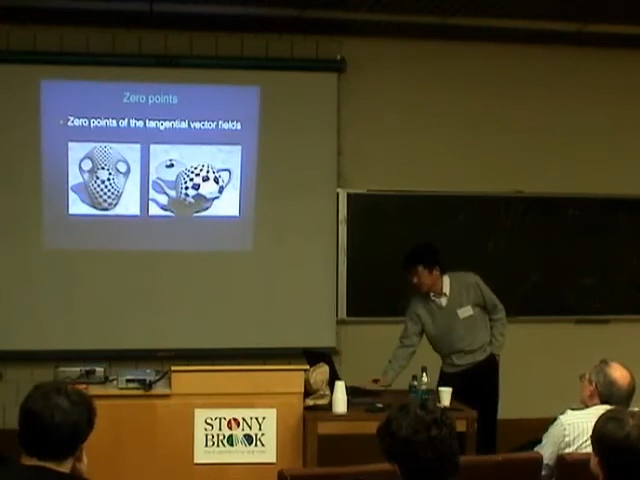 Zero points
Zero points of the tangential vector fields
STONY
BROOK